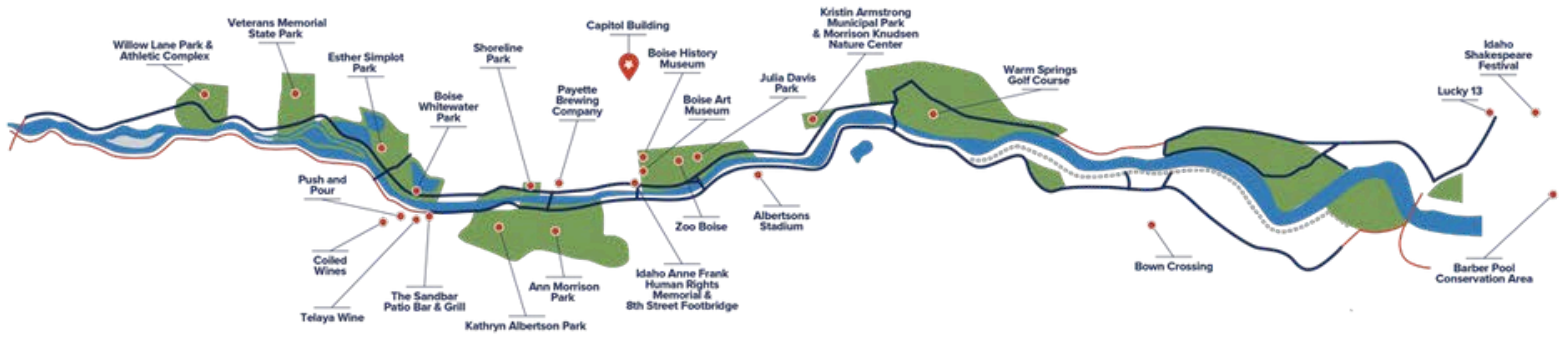 Willow Lane Park &
Athletic Complex
Veterans Memorial
State Park
Esther Simplot
Park
Boise
Whitewater
Park
Shoreline
Park
Payette
Brewing
Company
Capitol Building
Boise History
Museum
Boise Art
Museum
Julia Davis
Park
Kristin Armstrong
Municipal Park
& Morrison Knudsen
Nature Center
Warm Springs
Golf Course
Lucky 13
Idaho
Shakespeare
Festival
Push and
Pour
Coiled
Wines
Telaya Wine
The Sandbar
Patio Bar & Grill
Kathryn Albertson Park
Ann Morrison
Park
Idaho Anne Frank
Human Rights
Memorial &
8th Street Footbridge
Zoo Boise
Albertsons
Stadium
Bown Crossing
Barber Pool
Conservation Area